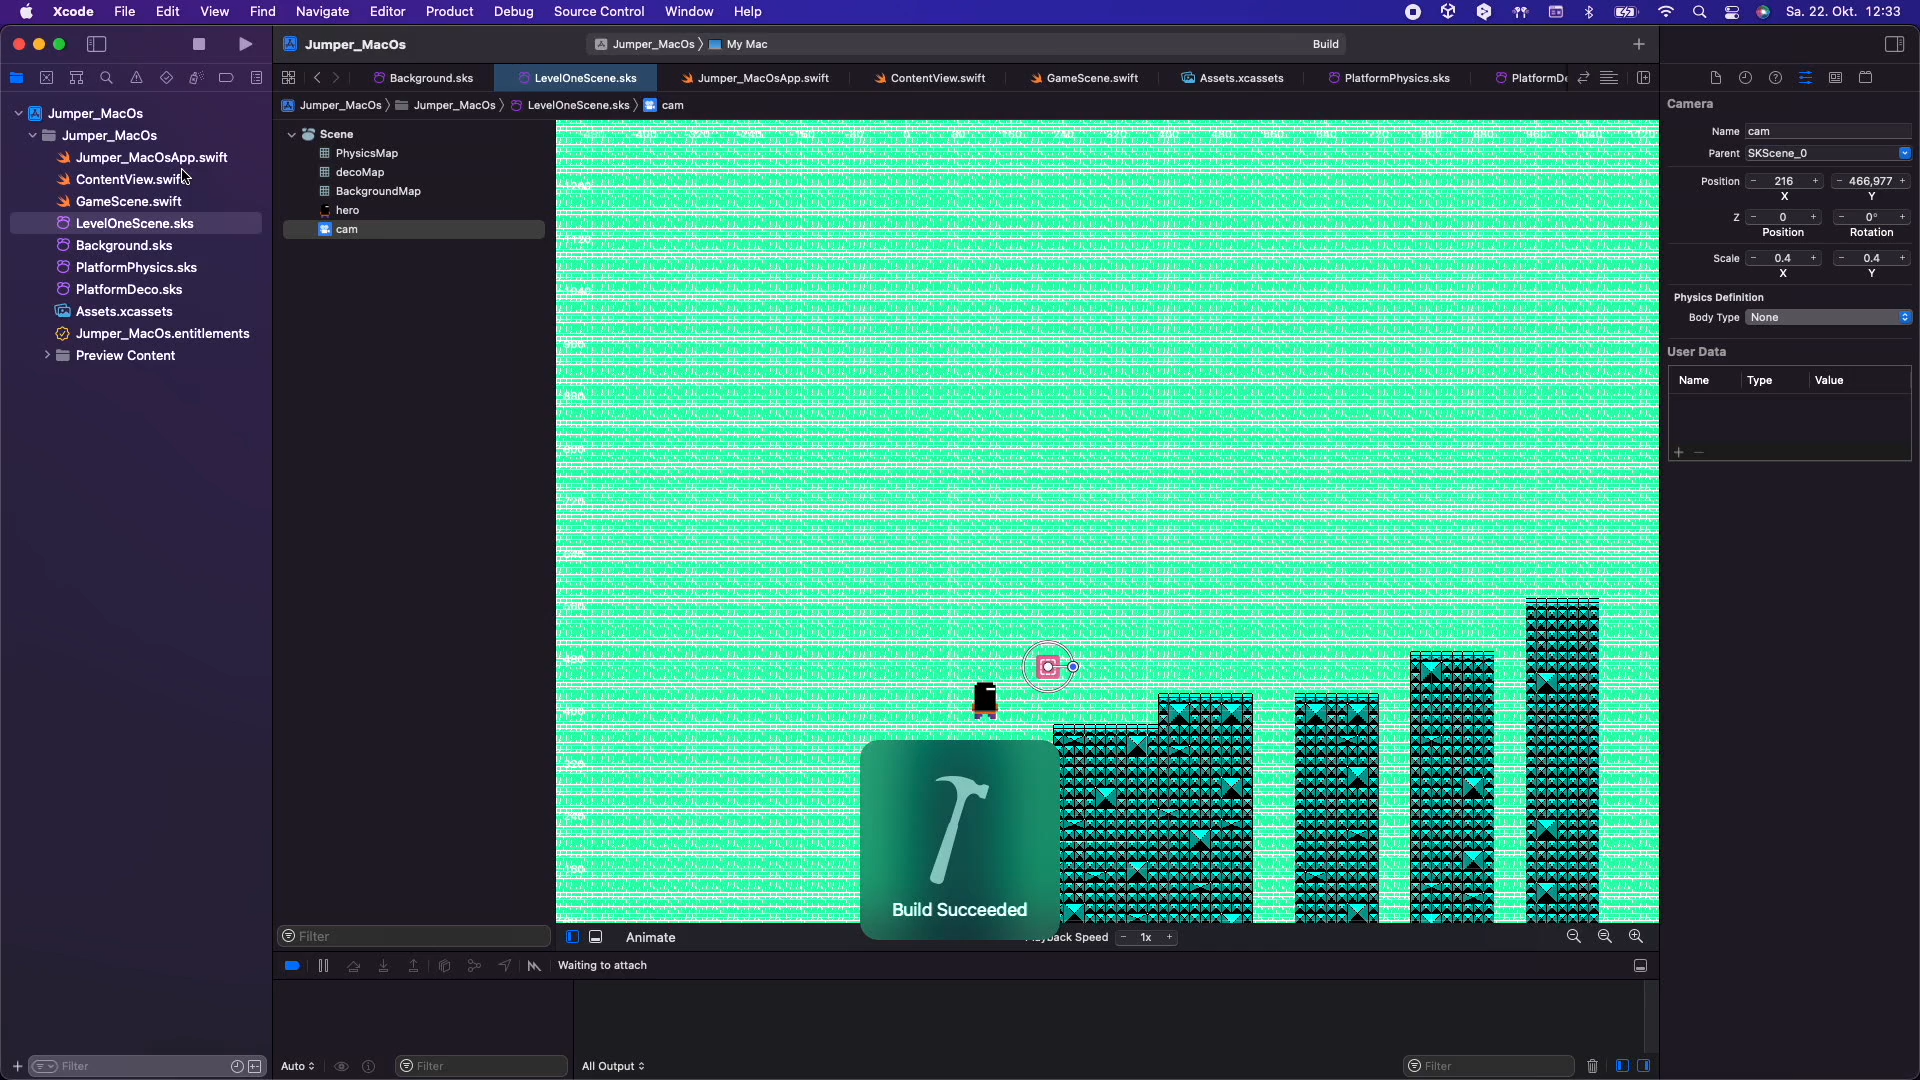 Xcode File Edit View Find Navigate Editor Product Debug Source Control Window Help
Sa. 22. Okt. 12:33
Jumper_MacOs
Jumper_MacOs
Jumper_MacOs
Jumper_MacOsApp.swift
ContentView.swift
GameScene.swift
LevelOneScene.sks
Background.sks
PlatformPhysics.sks
PlatformDeco.sks
Assets.xcassets
Jumper_MacOs.entitlements
Preview Content
Filter
Jumper_MacOs My Mac Build
Background.sks LevelOneScene.sks Jumper_MacOsApp.swift ContentView.swift GameScene.swift Assets.xcassets PlatformPhysics.sks PlatformDe
Jumper_MacOs Jumper_MacOs LevelOneScene.sks cam
Scene
PhysicsMap
decoMap
BackgroundMap
hero
cam
Filter
Build Succeeded
Animate
yback Speed - 1x +
Waiting to attach
Auto
Filter
All Output
Filter
Camera
Name cam
Parent SKScene_0
Position - 216 + - 466,977 +
X Y
Z - 0 + - 0° +
Position Rotation
Scale - 0.4 + - 0.4 +
X Y
Physics Definition
Body Type None
User Data
Name Type Value
+ -